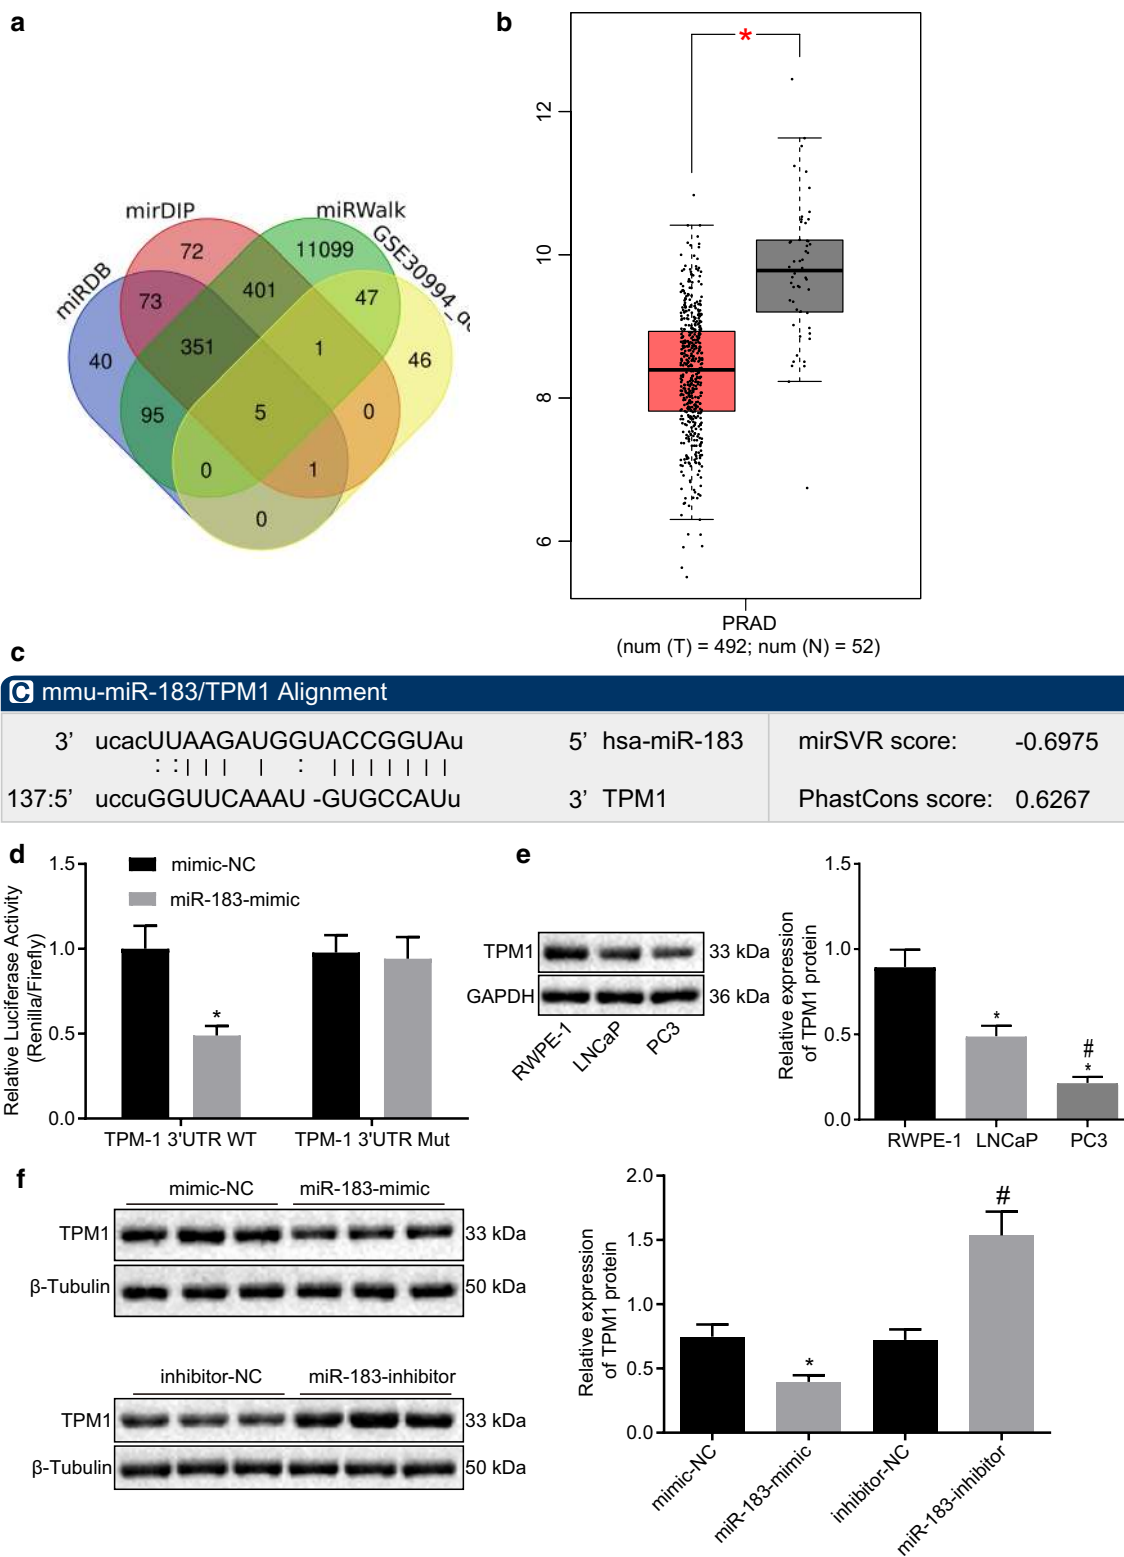 a
mirDIP
miRWalk
miRDB
72
11099
73
401
47
40
351
1
46
95
5
0
0
1
0
b
*
12
10
8
6
PRAD
(num (T) = 492; num (N) = 52)
c
C mmu-miR-183/TPM1 Alignment
3’ ucacUUAAGAUGGUACCGGUAu 5’ hsa-miR-183 mirSVR score: -0.6975
: : | | | | : | | | | | | |
137:5’ uccuGGUUCAAAU -GUGCCAUu 3’ TPM1 PhastCons score: 0.6267
d
mimic-NC
miR-183-mimic
Relative Luciferase Activity
(Renilla/Firefly)
1.5
1.0
0.5
0.0
*
TPM-1 3'UTR WT TPM-1 3'UTR Mut
e
TPM1 33 kDa
GAPDH 36 kDa
RWPE-1 LNCaP PC3
Relative expression
of TPM1 protein
1.5
1.0
0.5
0.0
*
#
*
RWPE-1 LNCaP PC3
f
mimic-NC miR-183-mimic
TPM1 33 kDa
β-Tubulin 50 kDa
inhibitor-NC miR-183-inhibitor
TPM1 33 kDa
β-Tubulin 50 kDa
Relative expression
of TPM1 protein
2.0
1.5
1.0
0.5
0.0
*
#
mimic-NC
miR-183-mimic
inhibitor-NC
miR-183-inhibitor